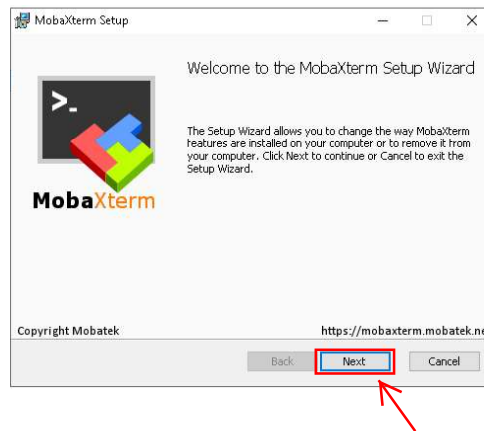 MobaXterm Setup
Welcome to the MobaXterm Setup Wizard
>_
The Setup Wizard allows you to change the way MobaXterm
features are installed on your computer or to remove it from
your computer. Click Next to continue or Cancel to exit the
Setup Wizard.
MobaXterm
Copyright Mobatek https://mobaxterm.mobatek.ne
Back Next Cancel